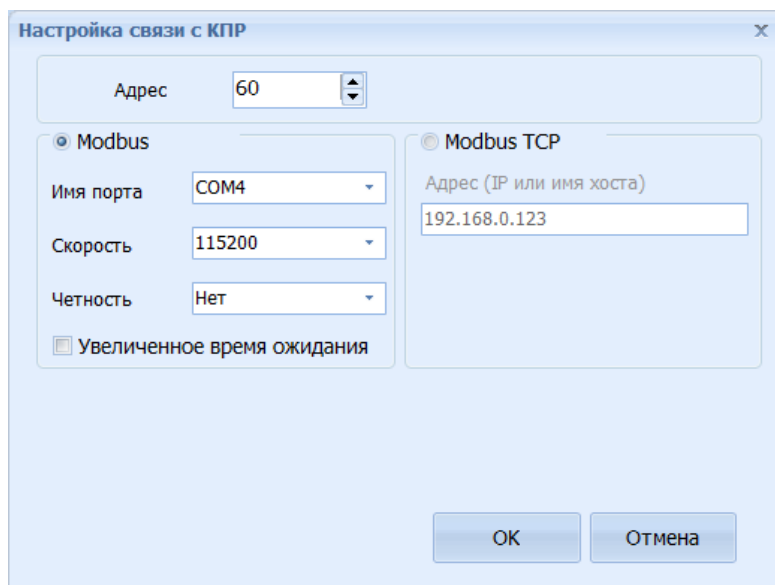 Настройка связи с КПР
x
Адрес 60
Modbus
Имя порта COM4
Скорость 115200
Четность Нет
Увеличенное время ожидания
Modbus TCP
Адрес (IP или имя хоста)
192.168.0.123
OK Отмена